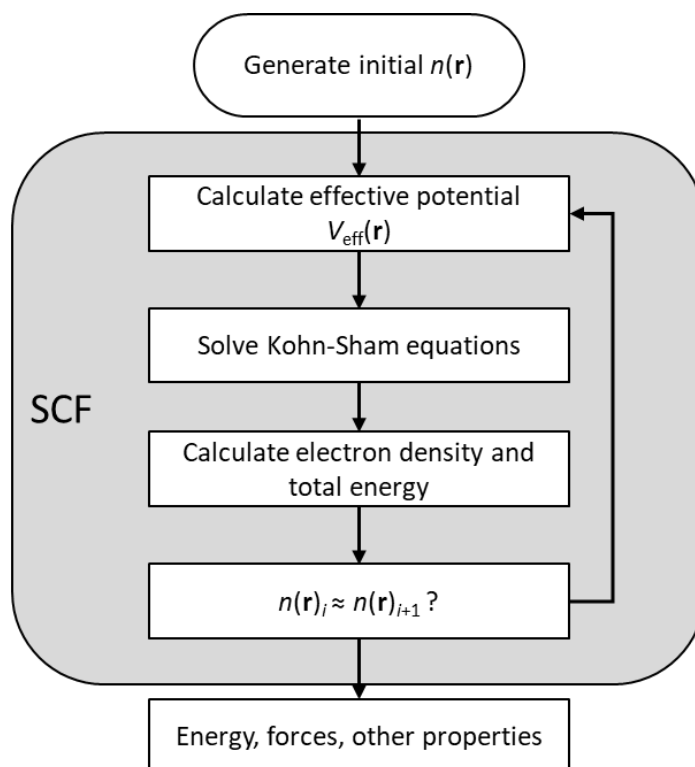 Generate initial n(r)
Calculate effective potential
Veff(r)
Solve Kohn-Sham equations
SCF
Calculate electron density and
total energy
n(r)i ≈ n(r)i+1 ?
Energy, forces, other properties